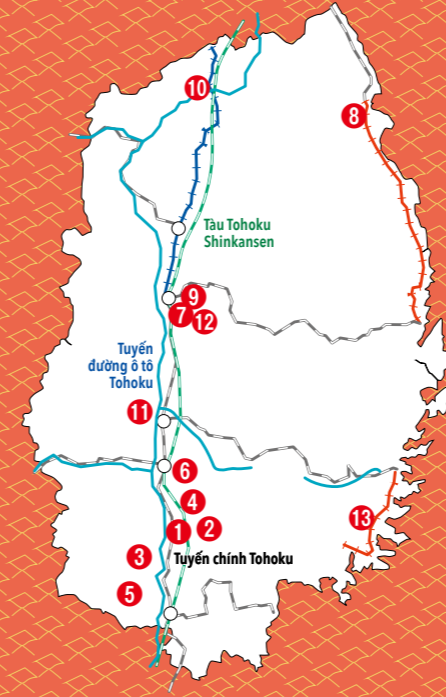 10
8
Tàu Tohoku
Shinkansen
9
7
12
Tuyến
đường ô tô
Tohoku
11
6
4
1
2
13
3
Tuyến chính Tohoku
5